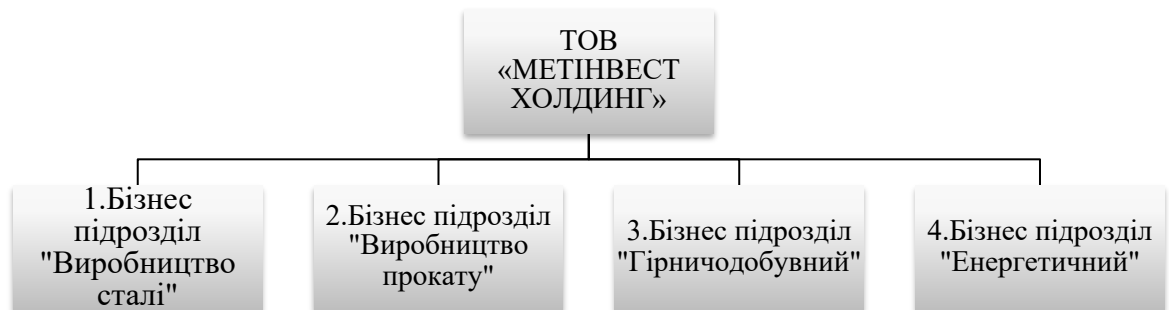 ТОВ
«МЕТІНВЕСТ
ХОЛДИНГ»
1.Бізнес
підрозділ
"Виробництво
сталі"
2.Бізнес підрозділ
"Виробництво
прокату"
3.Бізнес підрозділ
"Гірничодобувний"
4.Бізнес підрозділ
"Енергетичний"